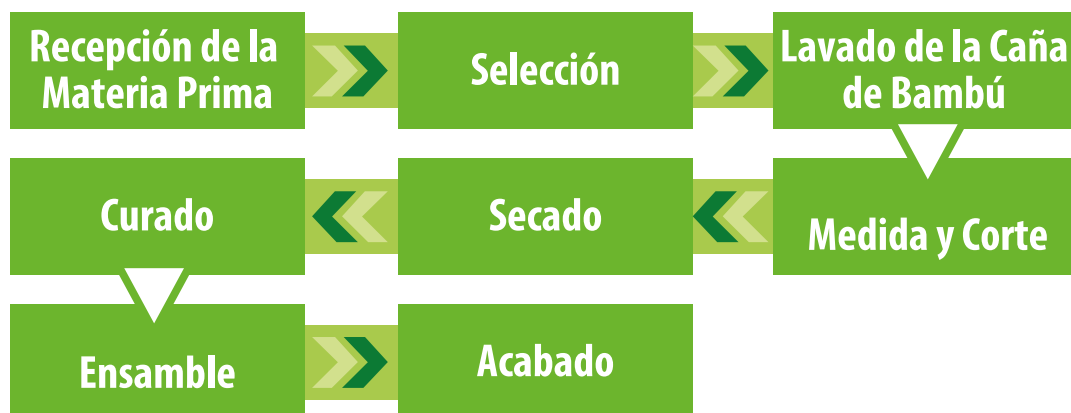 Recepción de la
Materia Prima
Selección
Lavado de la Caña
de Bambú
Medida y Corte
Secado
Curado
Ensamble
Acabado